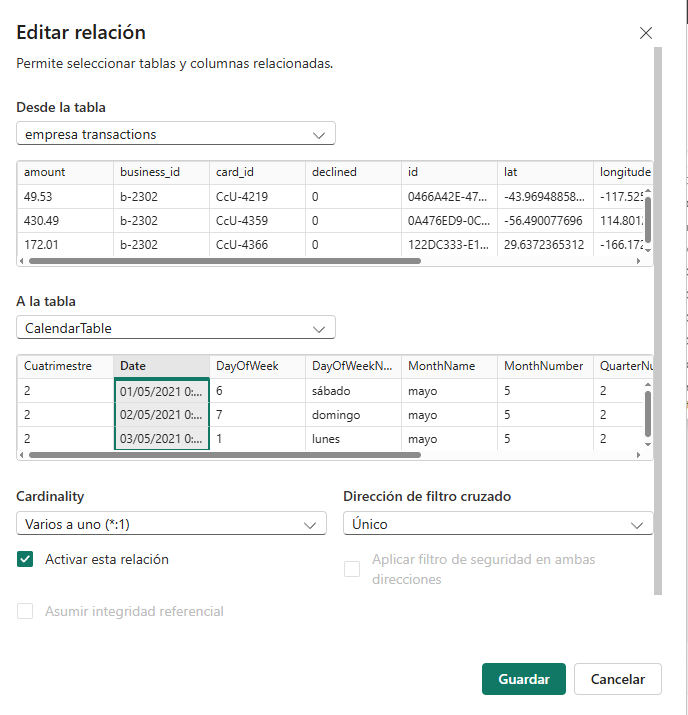 Editar relación
Permite seleccionar tablas y columnas relacionadas.
Desde la tabla
empresa transactions
amount business_id card_id declined id lat longitude
49.53 b-2302 CcU-4219 0 0466A42E-47... -43.96948858... -117.525
430.49 b-2302 CcU-4359 0 0A476ED9-0C... -56.490077696 114.801
172.01 b-2302 CcU-4366 0 122DC333-E1... 29.6372365312 -166.172
A la tabla
CalendarTable
Cuatrimestre Date DayOfWeek DayOfWeekN... MonthName MonthNumber QuarterNu
2 01/05/2021 0:... 6 sábado mayo 5 2
2 02/05/2021 0:... 7 domingo mayo 5 2
2 03/05/2021 0:... 1 lunes mayo 5 2
Cardinality Dirección de filtro cruzado
Varios a uno (*:1) Único
Activar esta relación Aplicar filtro de seguridad en ambas
direcciones
Asumir integridad referencial
Guardar Cancelar